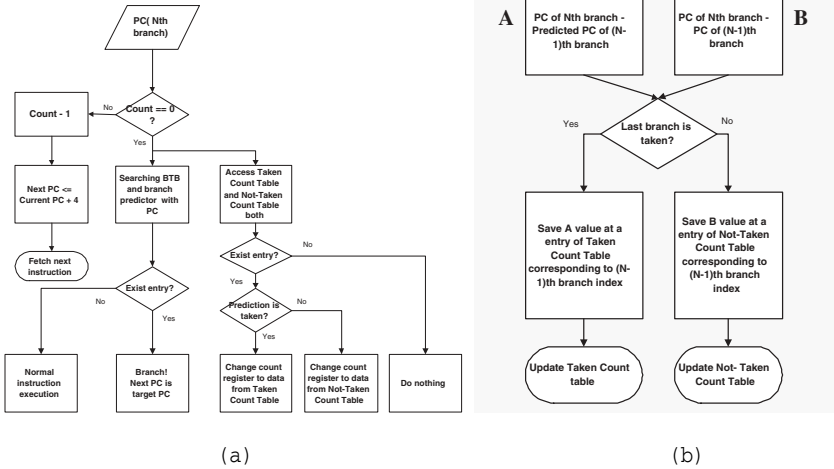 PC( Nth
branch)
Count == 0
?
No
Yes
Count - 1
Next PC <=
Current PC + 4
Fetch next
instruction
Searching BTB
and branch
predictor with
PC
Access Taken
Count Table
and Not-Taken
Count Table
both
Exist entry?
No
Yes
Exist entry?
No
Yes
Prediction is
taken?
No
Yes
Normal
instruction
execution
Branch!
Next PC is
target PC
Change count
register to data
from Taken
Count Table
Change count
register to data
from Not-Taken
Count Table
Do nothing
(a)
A
PC of Nth branch -
Predicted PC of (N-
1)th branch
PC of Nth branch -
PC of (N-1)th
branch
B
Last branch is
taken?
Yes
No
Save A value at a
entry of Taken
Count Table
corresponding to (N-
1)th branch index
Save B value at a
entry of Not-Taken
Count Table
corresponding to
(N-1)th branch
index
Update Taken Count
table
Update Not- Taken
Count Table
(b)